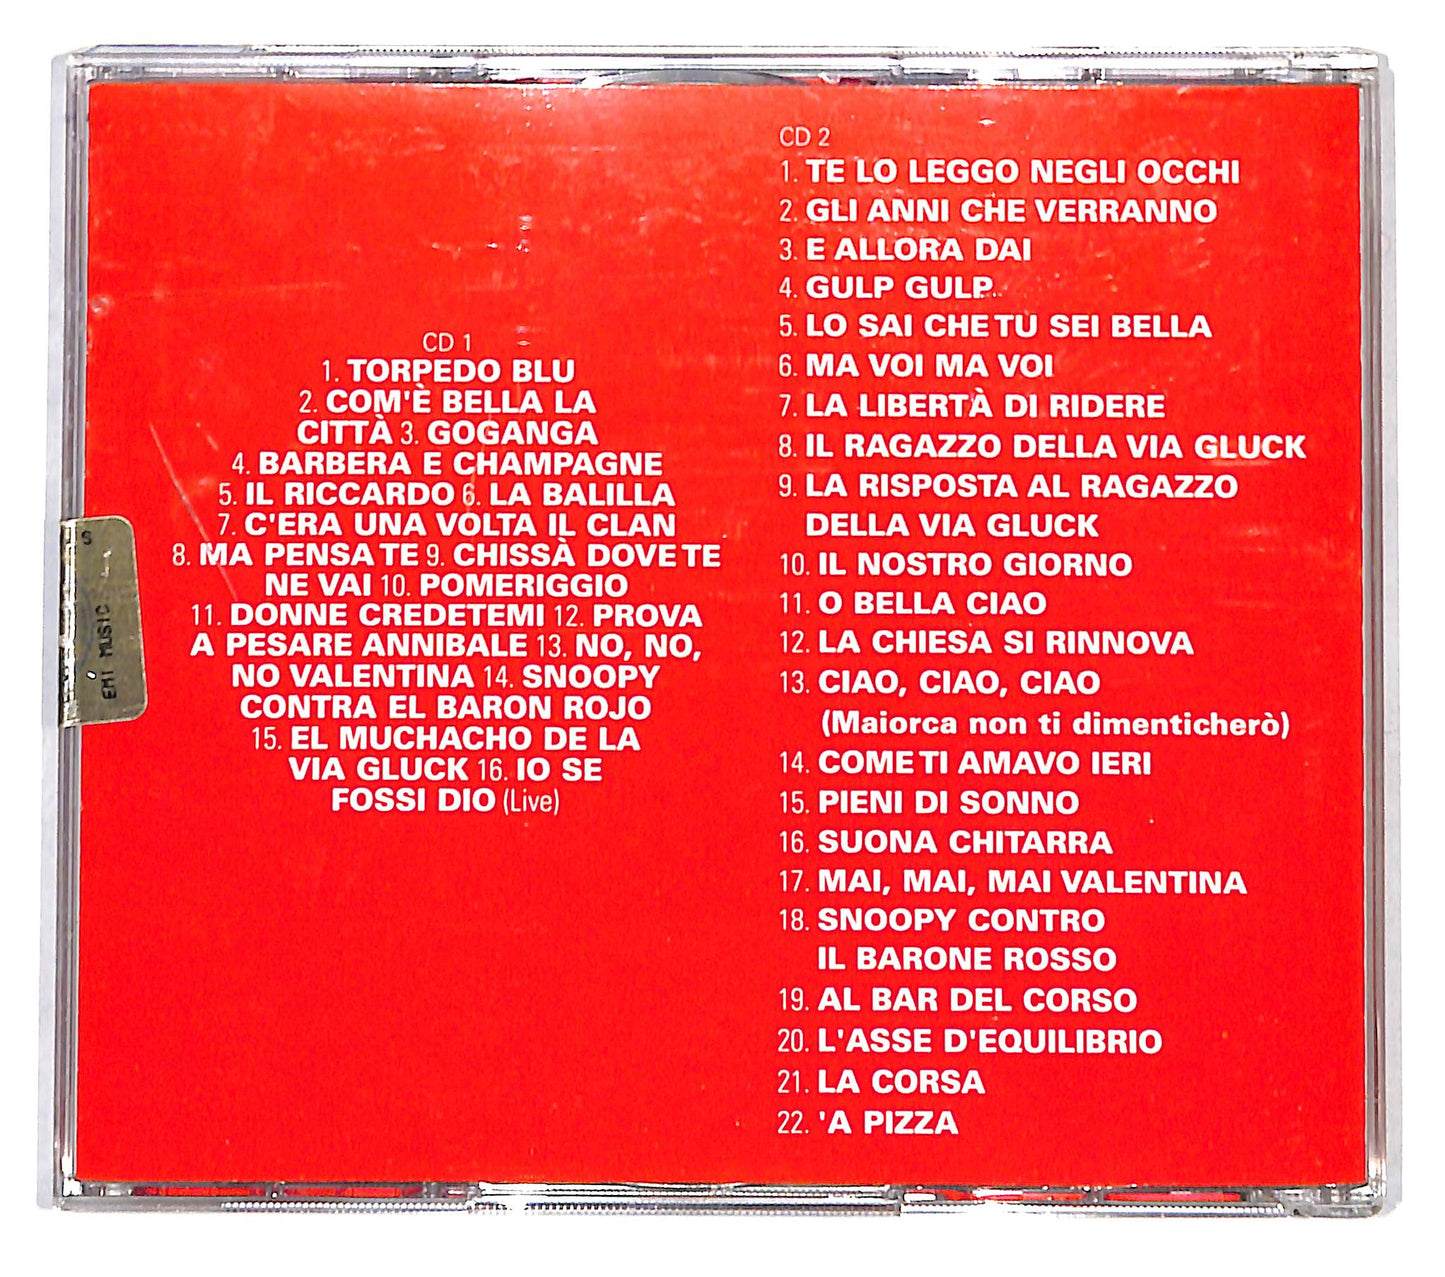 CD 1
1. TORPEDO BLU
2. COM'È BELLA LA
CITTÀ 3. GOGANGA
4. BARBERA E CHAMPAGNE
5. IL RICCARDO 6. LA BALILLA
7. C'ERA UNA VOLTA IL CLAN
8. MA PENSA TE 9. CHISSÀ DOVE TE
NE VAI 10. POMERIGGIO
11. DONNE CREDETEMI 12. PROVA
A PESARE ANNIBALE 13. NO, NO,
NO VALENTINA 14. SNOOPY
CONTRA EL BARON ROJO
15. EL MUCHACHO DE LA
VIA GLUCK 16. IO SE
FOSSI DIO (Live)
CD 2
1. TE LO LEGGO NEGLI OCCHI
2. GLI ANNI CHE VERRANNO
3. E ALLORA DAI
4. GULP GULP
5. LO SAI CHE TU SEI BELLA
6. MA VOI MA VOI
7. LA LIBERTÀ DI RIDERE
8. IL RAGAZZO DELLA VIA GLUCK
9. LA RISPOSTA AL RAGAZZO
DELLA VIA GLUCK
10. IL NOSTRO GIORNO
11. O BELLA CIAO
12. LA CHIESA SI RINNOVA
13. CIAO, CIAO, CIAO
(Maiorca non ti dimenticherò)
14. COME TI AMAVO IERI
15. PIENI DI SONNO
16. SUONA CHITARRA
17. MAI, MAI, MAI VALENTINA
18. SNOOPY CONTRO
IL BARONE ROSSO
19. AL BAR DEL CORSO
20. L'ASSE D'EQUILIBRIO
21. LA CORSA
22. 'A PIZZA
EMI MUSIC